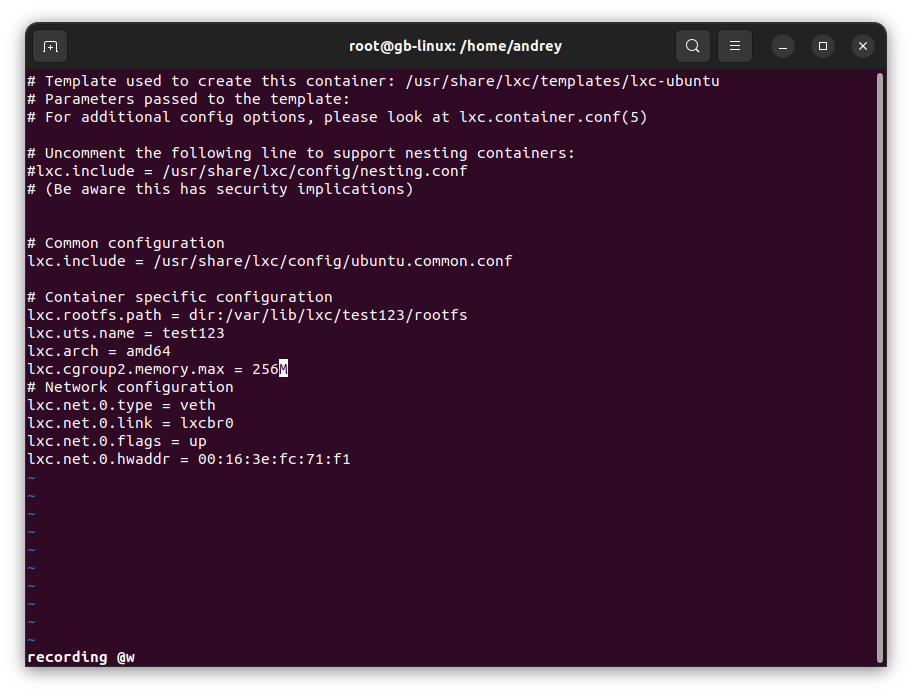 root@gb-linux: /home/andrey
# Template used to create this container: /usr/share/lxc/templates/lxc-ubuntu
# Parameters passed to the template:
# For additional config options, please look at lxc.container.conf(5)
# Uncomment the following line to support nesting containers:
#lxc.include = /usr/share/lxc/config/nesting.conf
# (Be aware this has security implications)
# Common configuration
lxc.include = /usr/share/lxc/config/ubuntu.common.conf
# Container specific configuration
lxc.rootfs.path = dir:/var/lib/lxc/test123/rootfs
lxc.uts.name = test123
lxc.arch = amd64
lxc.cgroup2.memory.max = 256M
# Network configuration
lxc.net.0.type = veth
lxc.net.0.link = lxcbr0
lxc.net.0.flags = up
lxc.net.0.hwaddr = 00:16:3e:fc:71:f1
~
~
~
~
~
~
~
~
~
~
recording @w